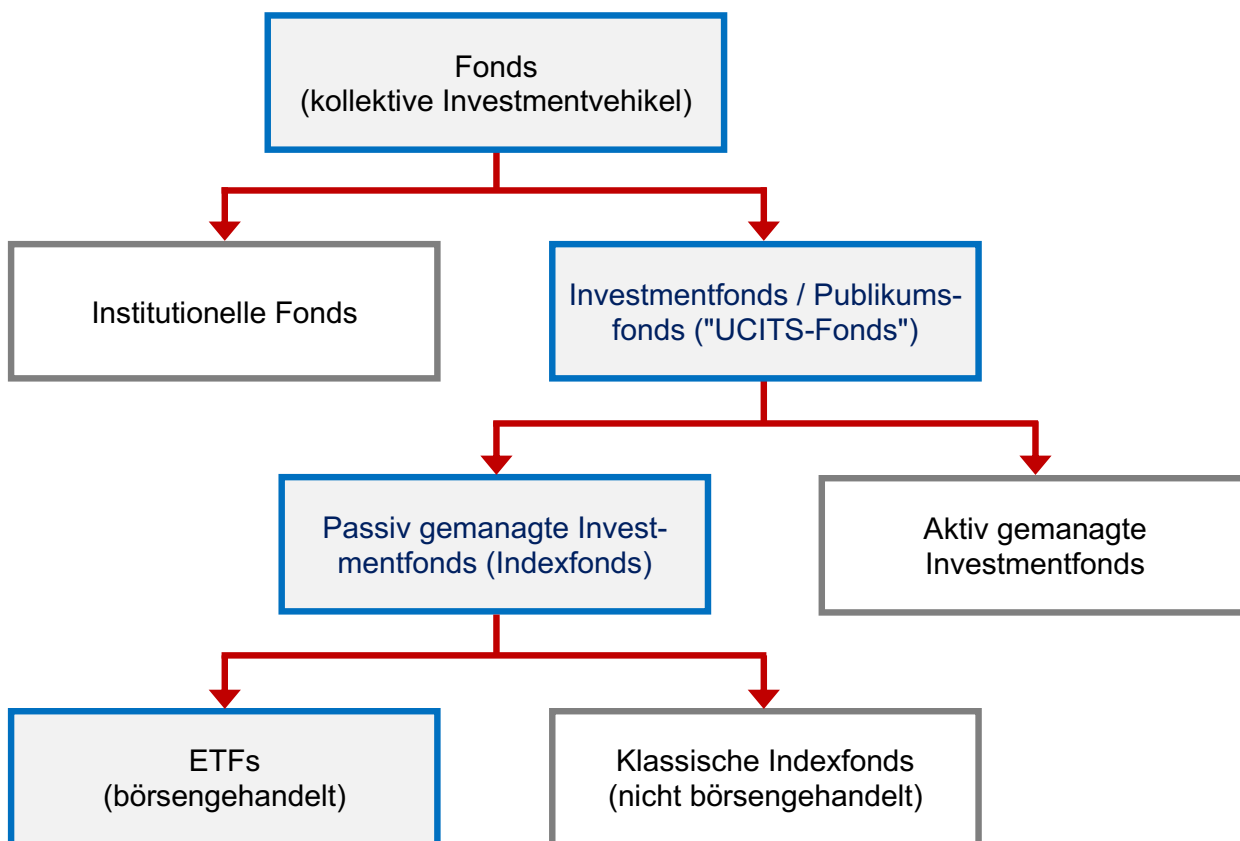 Fonds
(kollektive Investmentvehikel)
Institutionelle Fonds
Investmentfonds / Publikums-
fonds ("UCITS-Fonds")
Passiv gemanagte Invest-
mentfonds (Indexfonds)
Aktiv gemanagte
Investmentfonds
ETFs
(börsengehandelt)
Klassische Indexfonds
(nicht börsengehandelt)